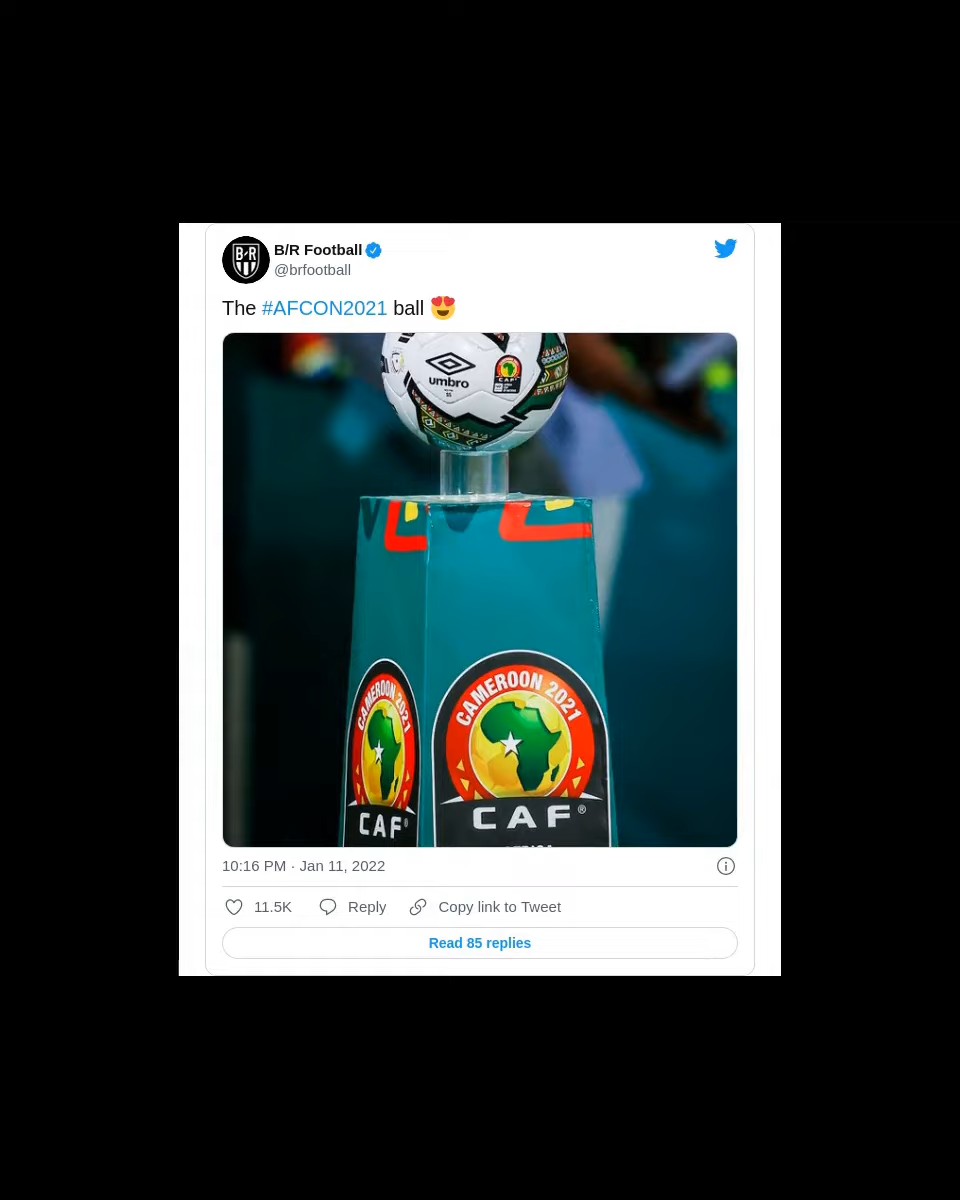 B/R Football
@brfootball
The #AFCON2021 ball 😍
umbro
CAF
CAMEROON 2021
CAF®
CAMEROON 2021
CAF®
10:16 PM · Jan 11, 2022
11.5K Reply Copy link to Tweet
Read 85 replies